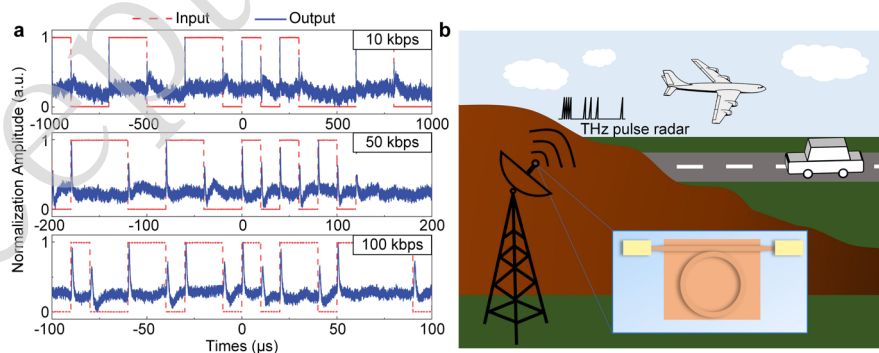 a
Input
Output
b
Normalization Amplitude (a.u.)
1
0
10 kbps
-1000
-500
0
500
1000
1
0
50 kbps
-200
-100
0
100
200
1
0
100 kbps
-100
-50
0
50
100
Times (μs)
THz pulse radar